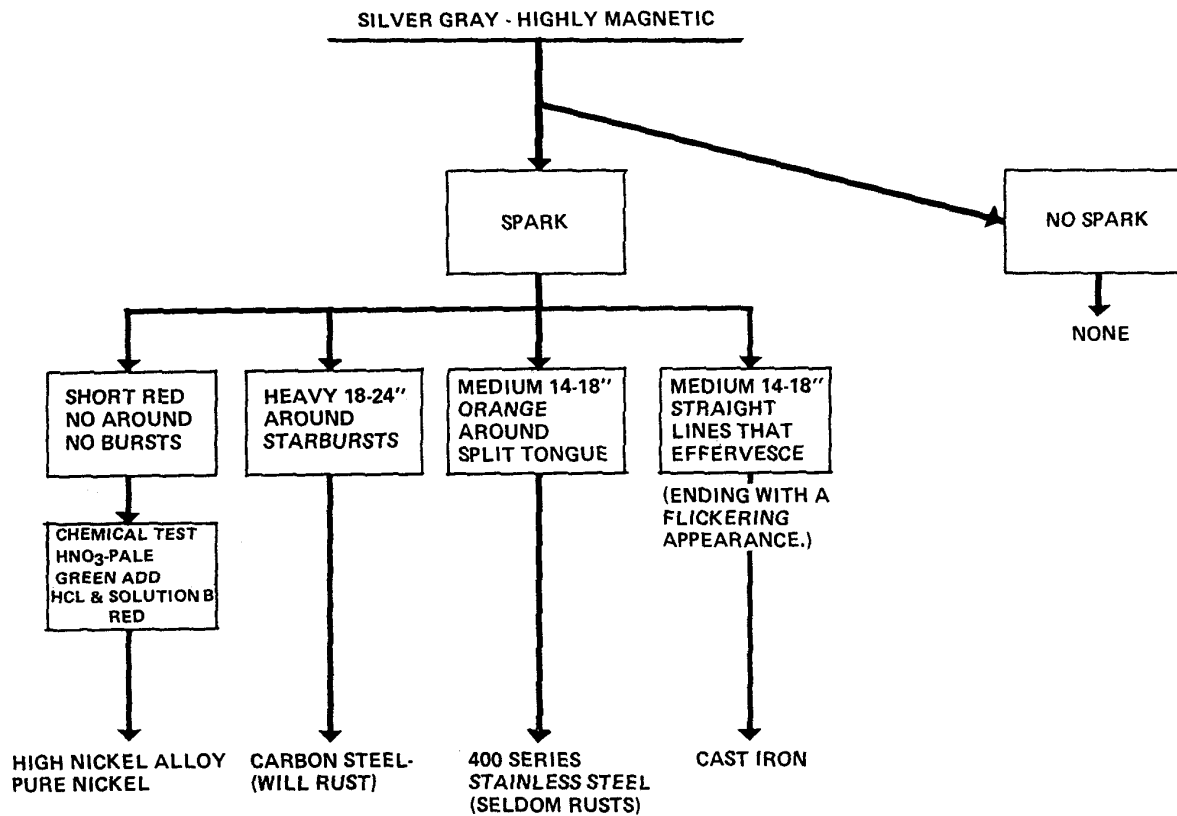 SILVER GRAY - HIGHLY MAGNETIC
SPARK
NO SPARK
NONE
SHORT RED
NO AROUND
NO BURSTS
HEAVY 18-24"
AROUND
STARBURSTS
MEDIUM 14-18"
ORANGE
AROUND
SPLIT TONGUE
MEDIUM 14-18"
STRAIGHT
LINES THAT
EFFERVESCE
(ENDING WITH A
FLICKERING
APPEARANCE.)
CHEMICAL TEST
HNO₃-PALE
GREEN ADD
HCL & SOLUTION B
RED
HIGH NICKEL ALLOY
PURE NICKEL
CARBON STEEL-
(WILL RUST)
400 SERIES
STAINLESS STEEL
(SELDOM RUSTS)
CAST IRON